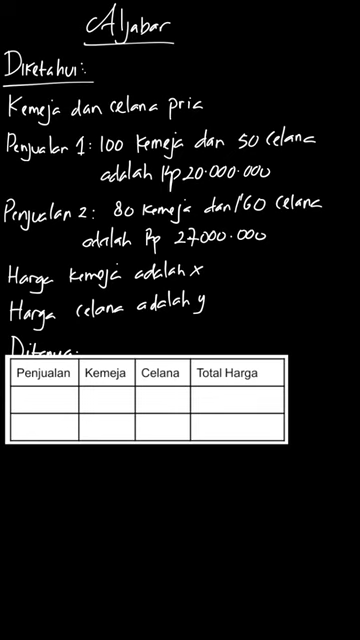 Aljabar
Diketahui:
Kemeja dan celana pria
Penjualan 1: 100 kemeja dan 50 celana
adalah Rp 20.000.000
Penjualan 2: 80 kemeja dan 160 celana
adalah Rp 27.000.000
Harga kemeja adalah x
Harga celana adalah y
Penjualan Kemeja Celana Total Harga